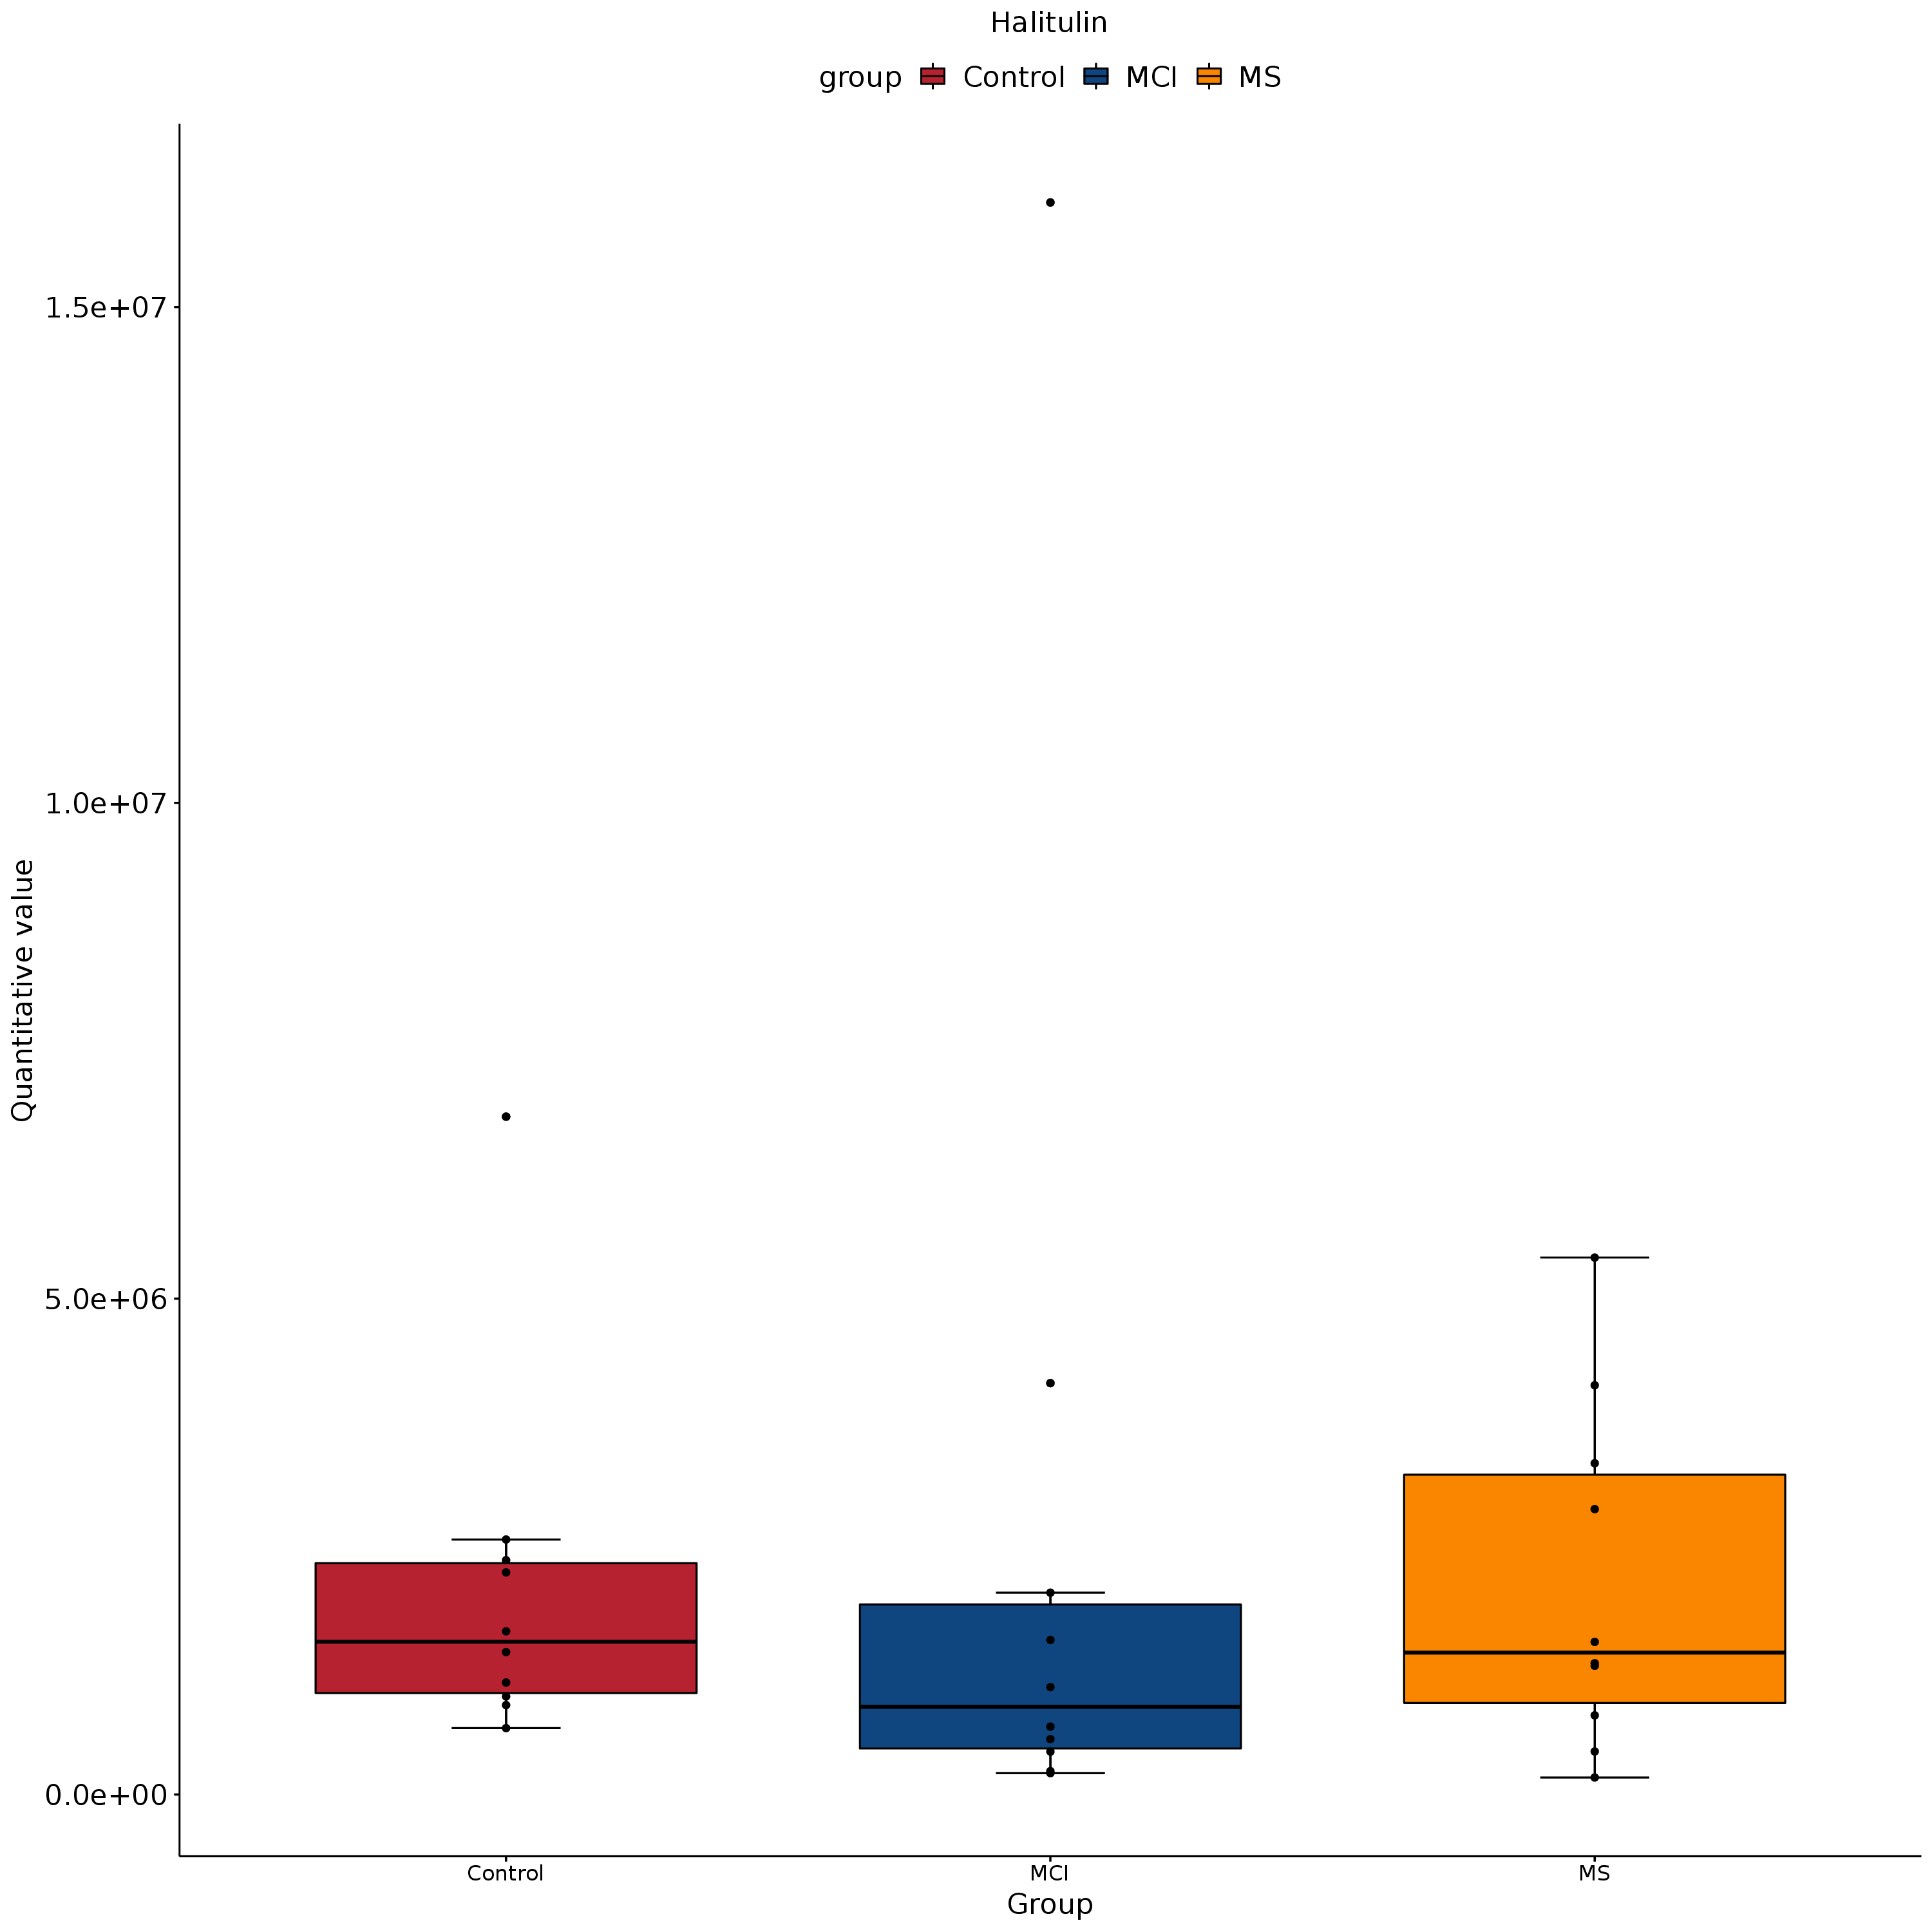 Halitulin
group Control MCI MS
Quantitative value
1.5e+07
1.0e+07
5.0e+06
0.0e+00
Control MCI MS
Group